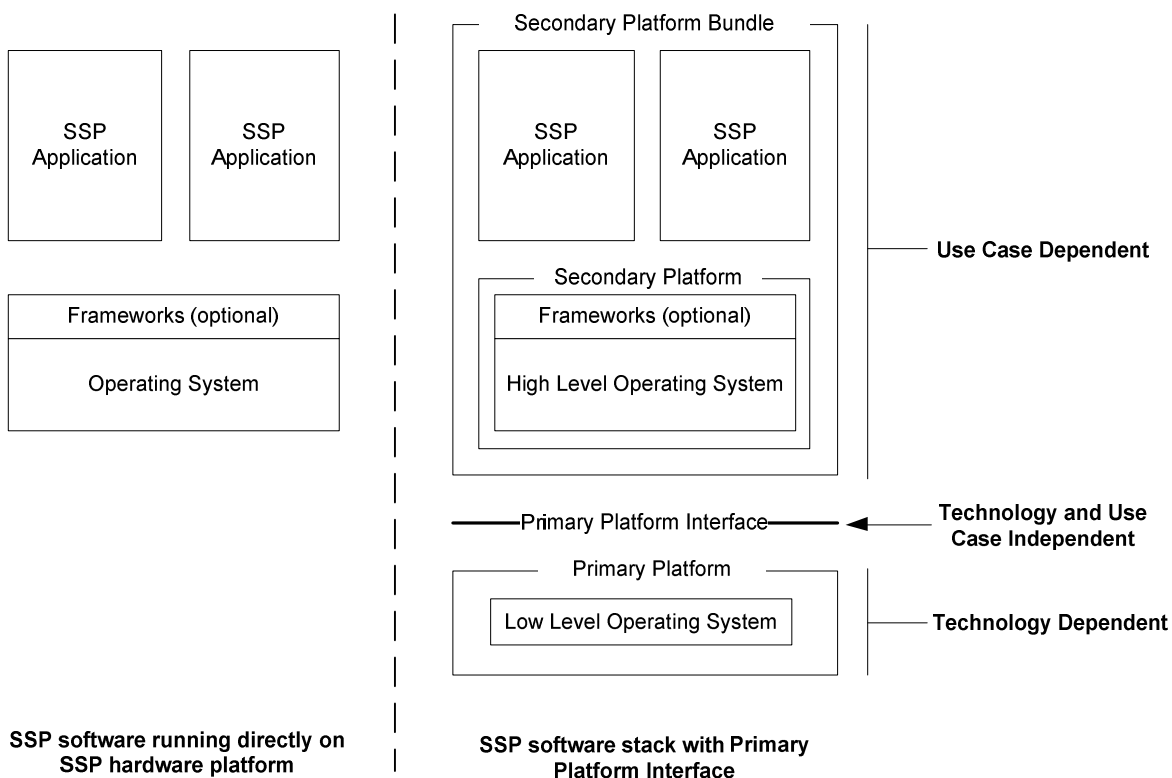 SSP
Application
SSP
Application
Frameworks (optional)
Operating System
SSP software running directly on
SSP hardware platform
Secondary Platform Bundle
SSP
Application
SSP
Application
Secondary Platform
Frameworks (optional)
High Level Operating System
Primary Platform Interface
Primary Platform
Low Level Operating System
SSP software stack with Primary
Platform Interface
Use Case Dependent
Technology and Use
Case Independent
Technology Dependent